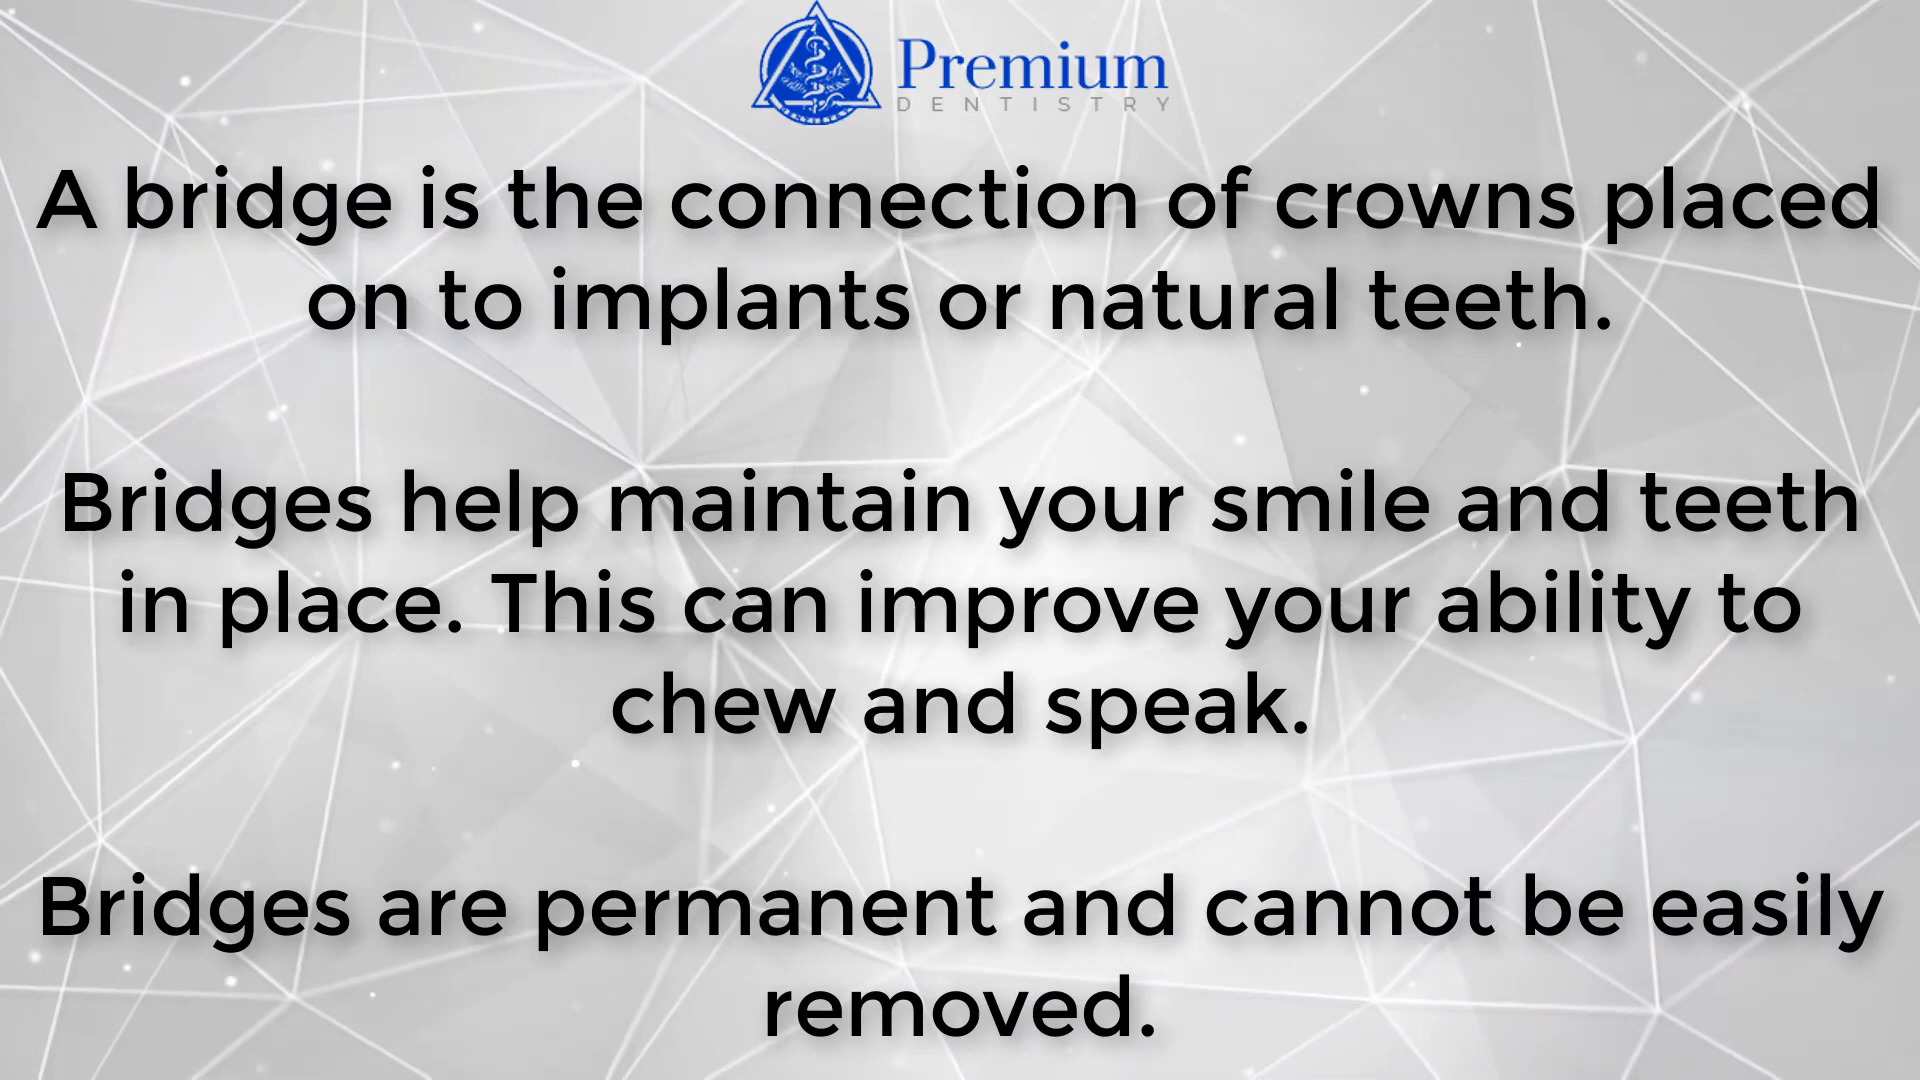 Premium
DENTISTRY
A bridge is the connection of crowns placed
on to implants or natural teeth.
Bridges help maintain your smile and teeth
in place. This can improve your ability to
chew and speak.
Bridges are permanent and cannot be easily
removed.